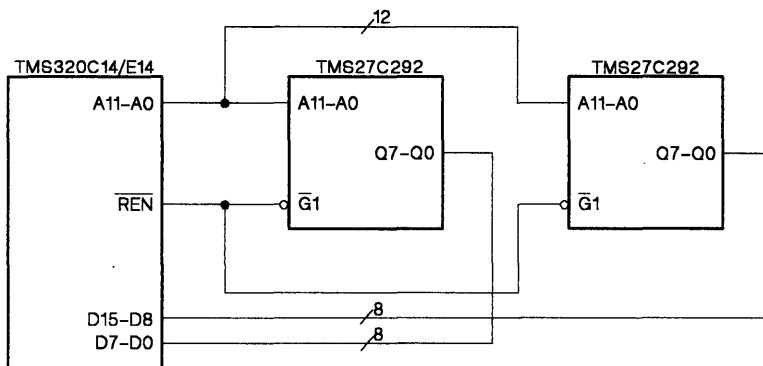 12
TMS320C14/E14 TMS27C292 TMS27C292
A11-A0 A11-A0 A11-A0
Q7-Q0 Q7-Q0
REN G1 G1
D15-D8 8
D7-D0 8